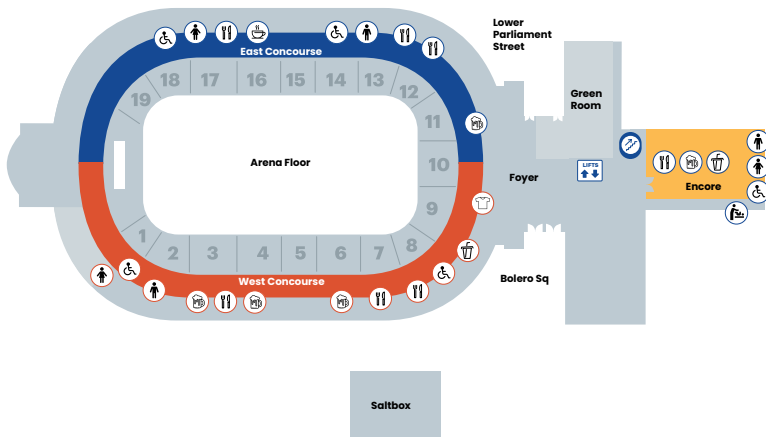 Lower
Parliament
Street
East Concourse
18 17 16 15 14 13
19
12
11
10
9
8
1
2 3 4 5 6 7
Arena Floor
West Concourse
Green
Room
LIFTS
Foyer
Encore
Bolero Sq
Saltbox